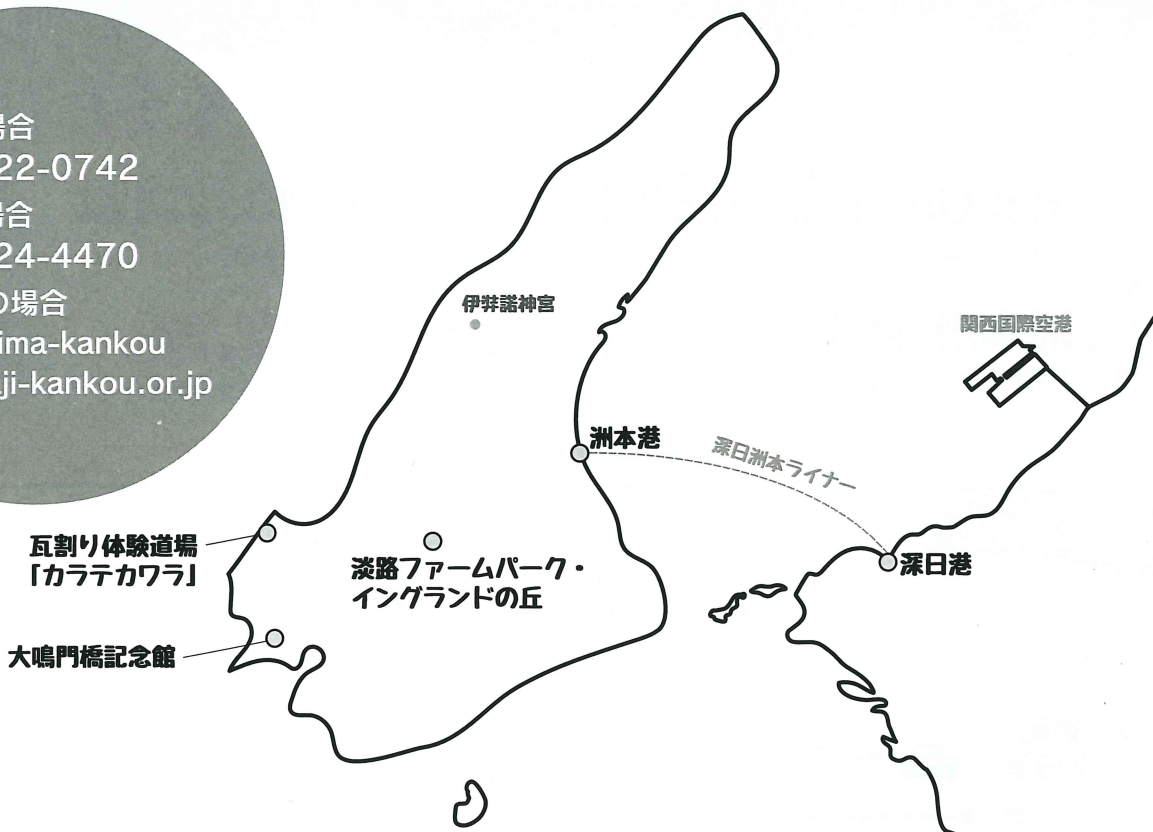 場合
22-0742
場合
24-4470
の場合
ima-kankou
ji-kankou.or.jp
伊弉諾神宮
関西国際空港
洲本港
深日洲本ライナー
深日港
瓦割り体験道場
「カラテカワラ」
淡路ファームパーク・
イングランドの丘
大鳴門橋記念館